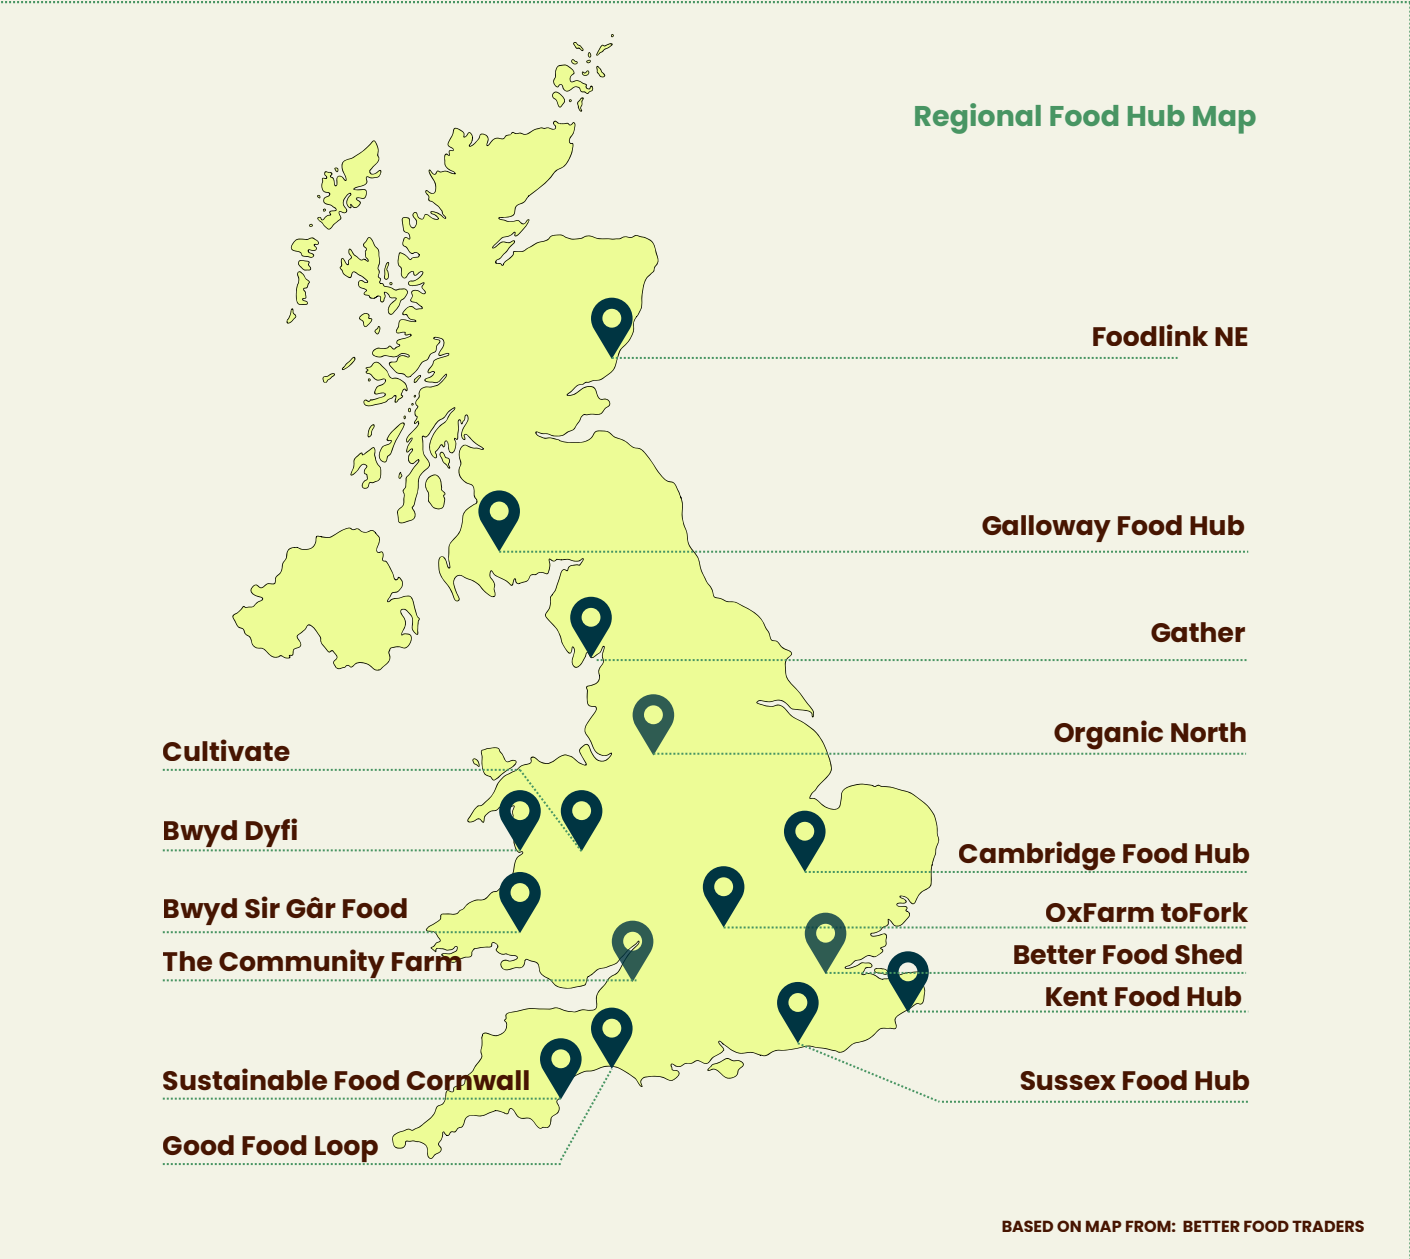 Regional Food Hub Map
Foodlink NE
Galloway Food Hub
Gather
Organic North
Cultivate
Bwyd Dyfi
Cambridge Food Hub
Bwyd Sir Gâr Food
OxFarm toFork
The Community Farm
Better Food Shed
Kent Food Hub
Sustainable Food Cornwall
Sussex Food Hub
Good Food Loop
BASED ON MAP FROM: BETTER FOOD TRADERS